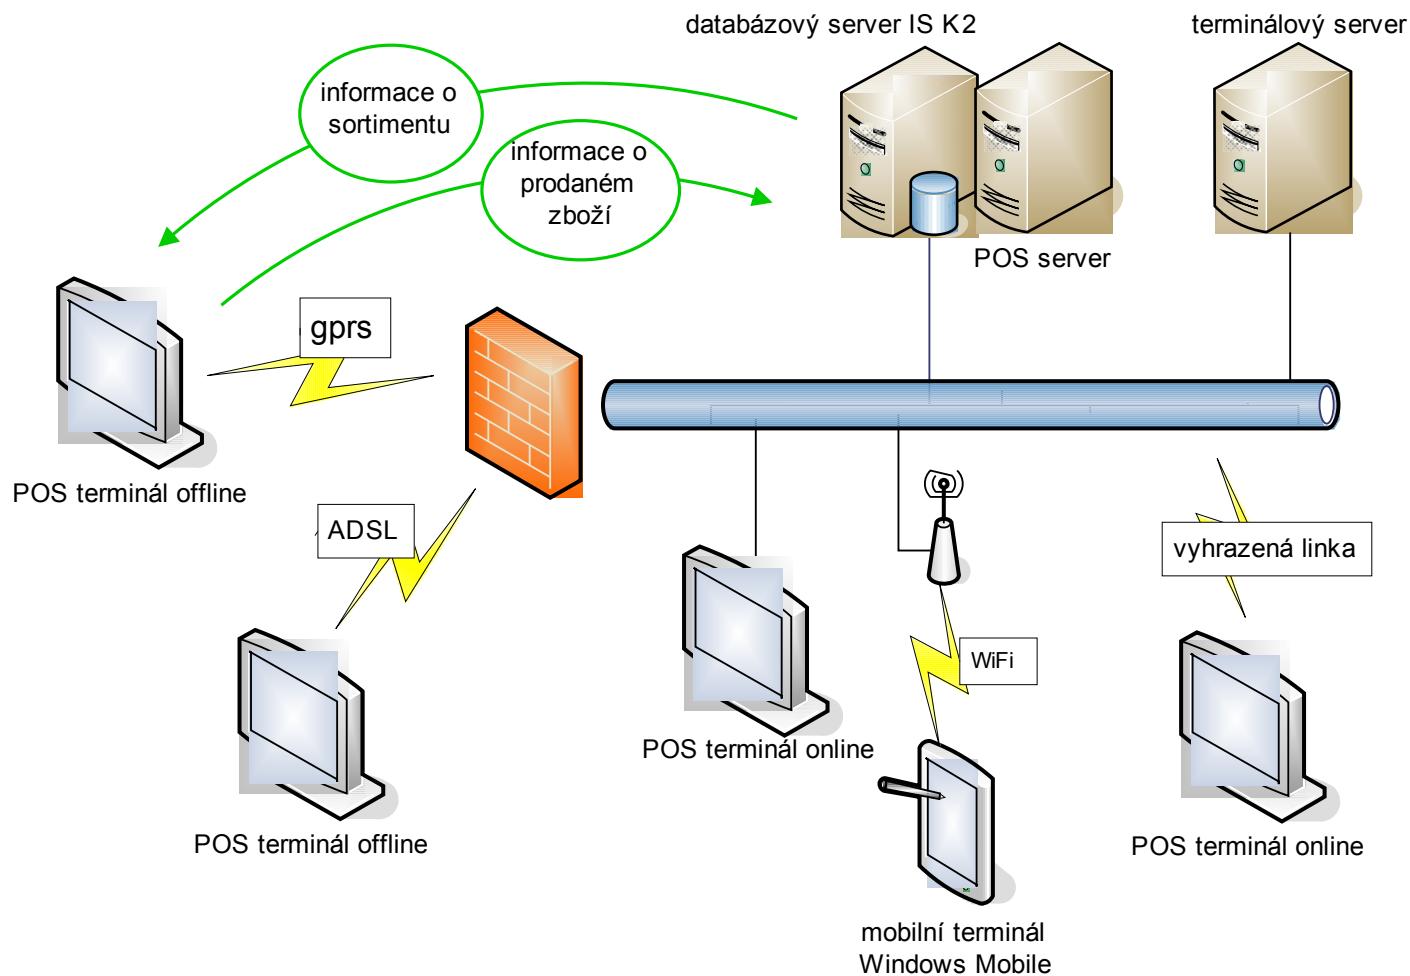 databázový server IS K2
terminálový server
informace o
sortimentu
informace o
prodaném
zboží
POS server
gprs
POS terminál offline
ADSL
vyhrazená linka
WiFi
POS terminál online
POS terminál offline
POS terminál online
mobilní terminál
Windows Mobile